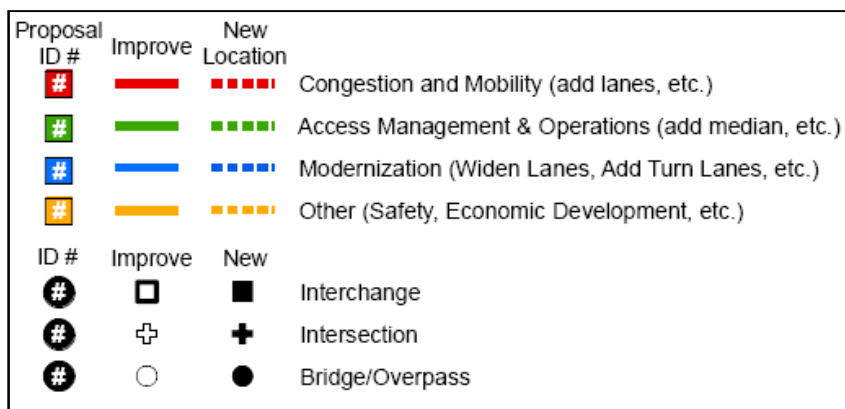 Proposal ID # Improve New Location
# Congestion and Mobility (add lanes, etc.)
# Access Management & Operations (add median, etc.)
# Modernization (Widen Lanes, Add Turn Lanes, etc.)
# Other (Safety, Economic Development, etc.)
ID # Improve New
# Interchange
# Intersection
# Bridge/Overpass